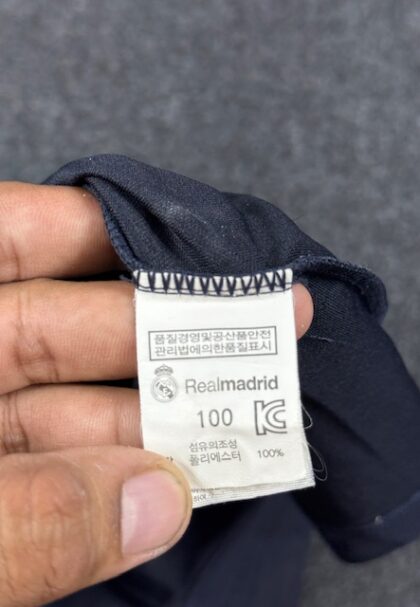 품질경영및공산품안전
관리법에의한품질표시
Realmadrid
100
섬유의조성
폴리에스터 100%